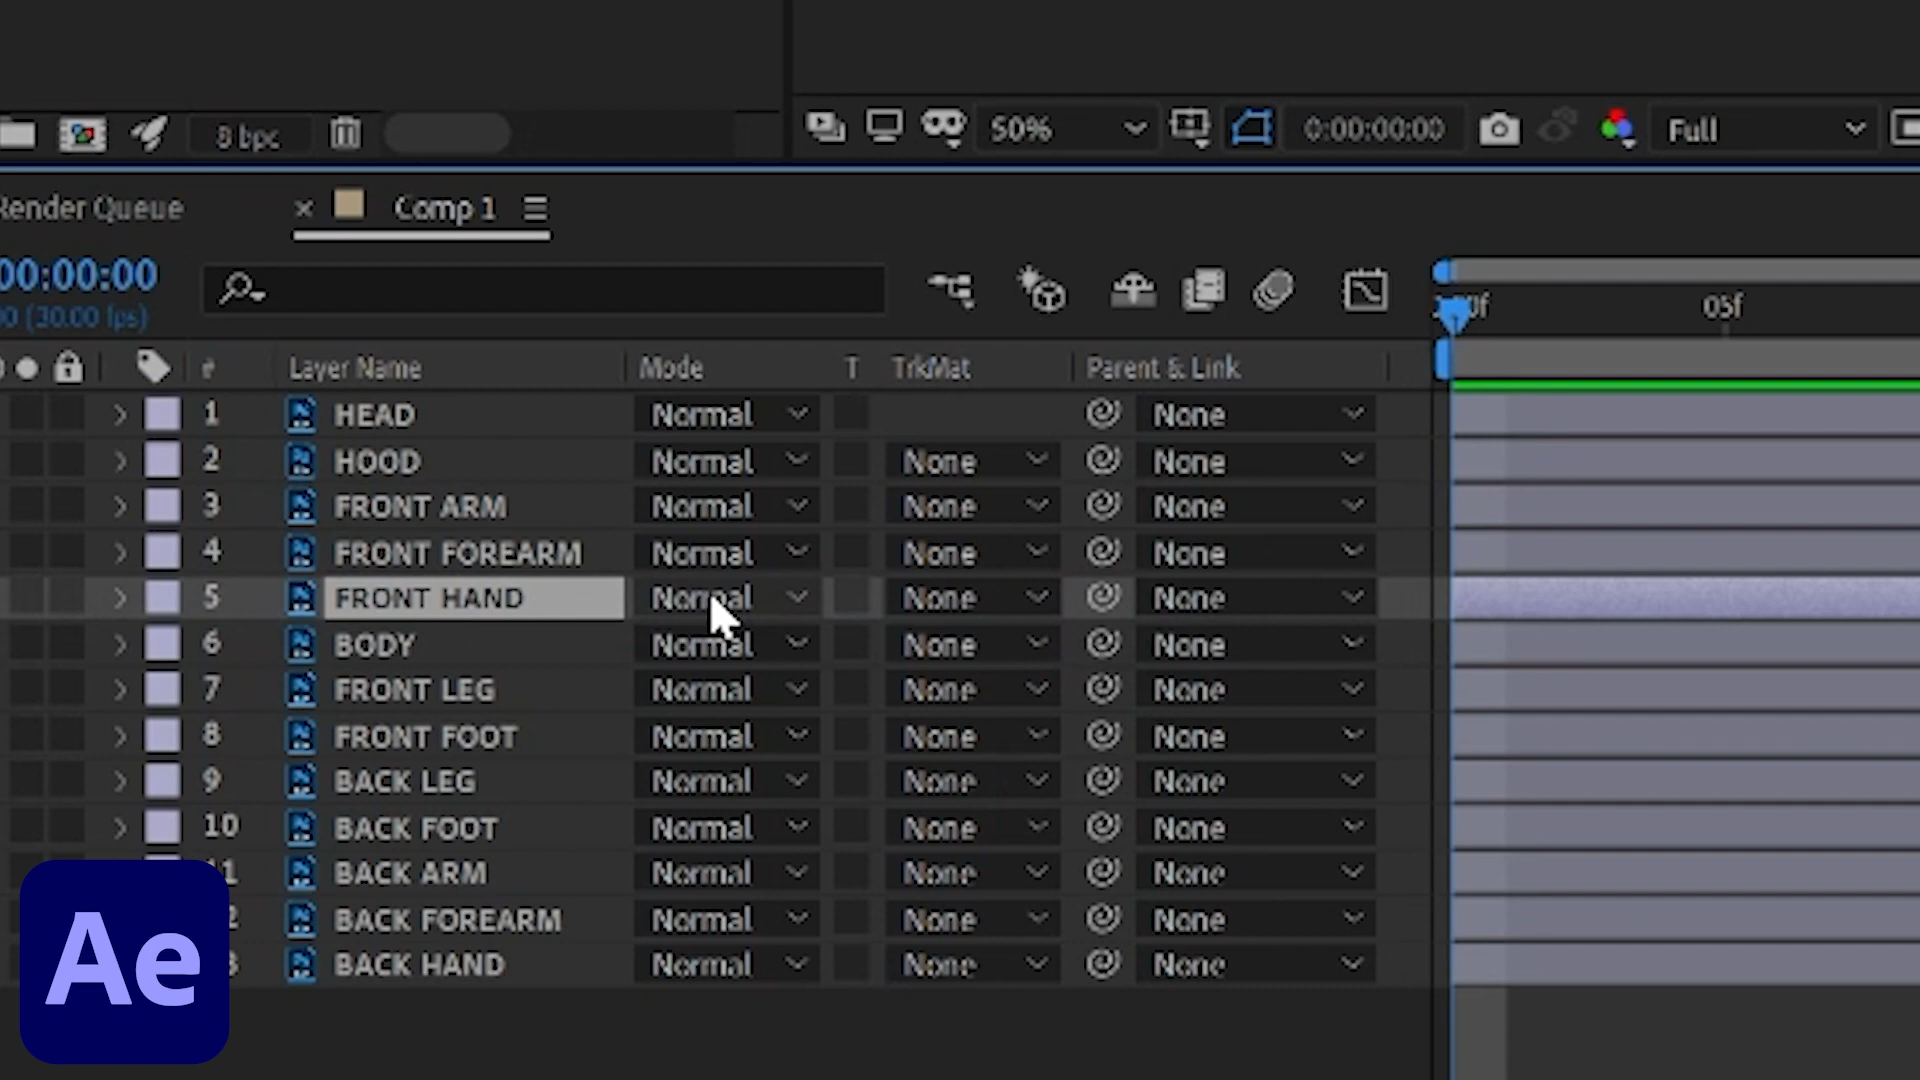 8 bpc
50%
0:00:00:00
Full
Render Queue
Comp 1
00:00:00
(30.00 fps)
05f
# Layer Name Mode T TrkMat Parent & Link
1 HEAD Normal None
2 HOOD Normal None None
3 FRONT ARM Normal None None
4 FRONT FOREARM Normal None None
5 FRONT HAND Normal None None
6 BODY Normal None None
7 FRONT LEG Normal None None
8 FRONT FOOT Normal None None
9 BACK LEG Normal None None
10 BACK FOOT Normal None None
BACK ARM Normal None None
BACK FOREARM Normal None None
BACK HAND Normal None None
Ae